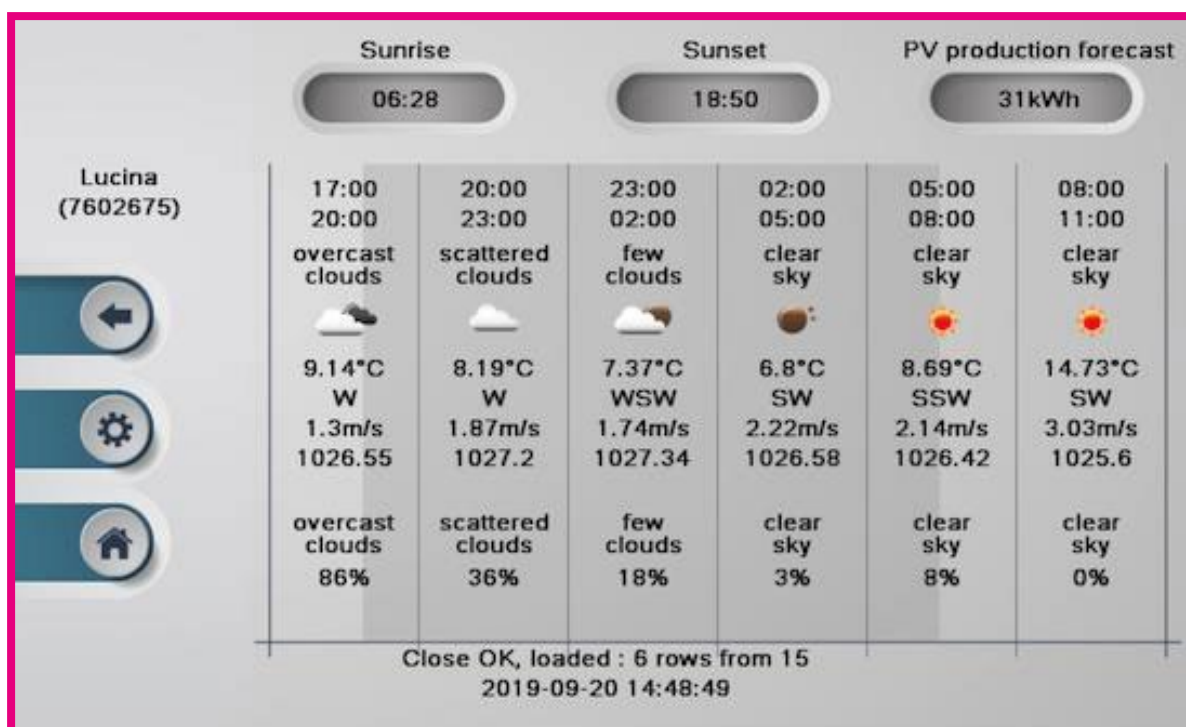 Sunrise Sunset PV production forecast
06:28 18:50 31kWh
Lucina
(7602675)
17:00 20:00 23:00 02:00 05:00 08:00
20:00 23:00 02:00 05:00 08:00 11:00
overcast scattered few clear clear clear
clouds clouds clouds sky sky sky
9.14°C 8.19°C 7.37°C 6.8°C 8.69°C 14.73°C
W W WSW SW SSW SW
1.3m/s 1.87m/s 1.74m/s 2.22m/s 2.14m/s 3.03m/s
1026.55 1027.2 1027.34 1026.58 1026.42 1025.6
overcast scattered few clear clear clear
clouds clouds clouds sky sky sky
86% 36% 18% 3% 8% 0%
Close OK, loaded : 6 rows from 15
2019-09-20 14:48:49